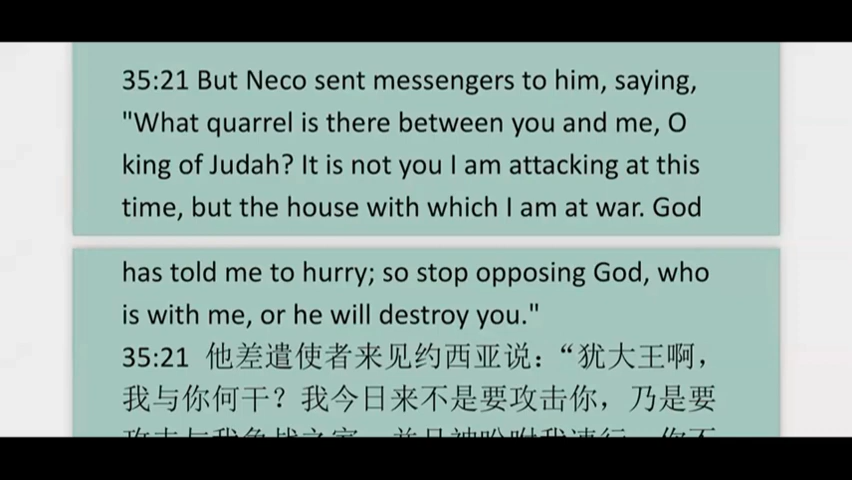 35:21 But Neco sent messengers to him, saying,
"What quarrel is there between you and me, O
king of Judah? It is not you I am attacking at this
time, but the house with which I am at war. God
has told me to hurry; so stop opposing God, who
is with me, or he will destroy you."
35:21 他差遣使者来见约西亚说：“犹大王啊，
我与你何干？我今日来不是要攻击你，乃是要